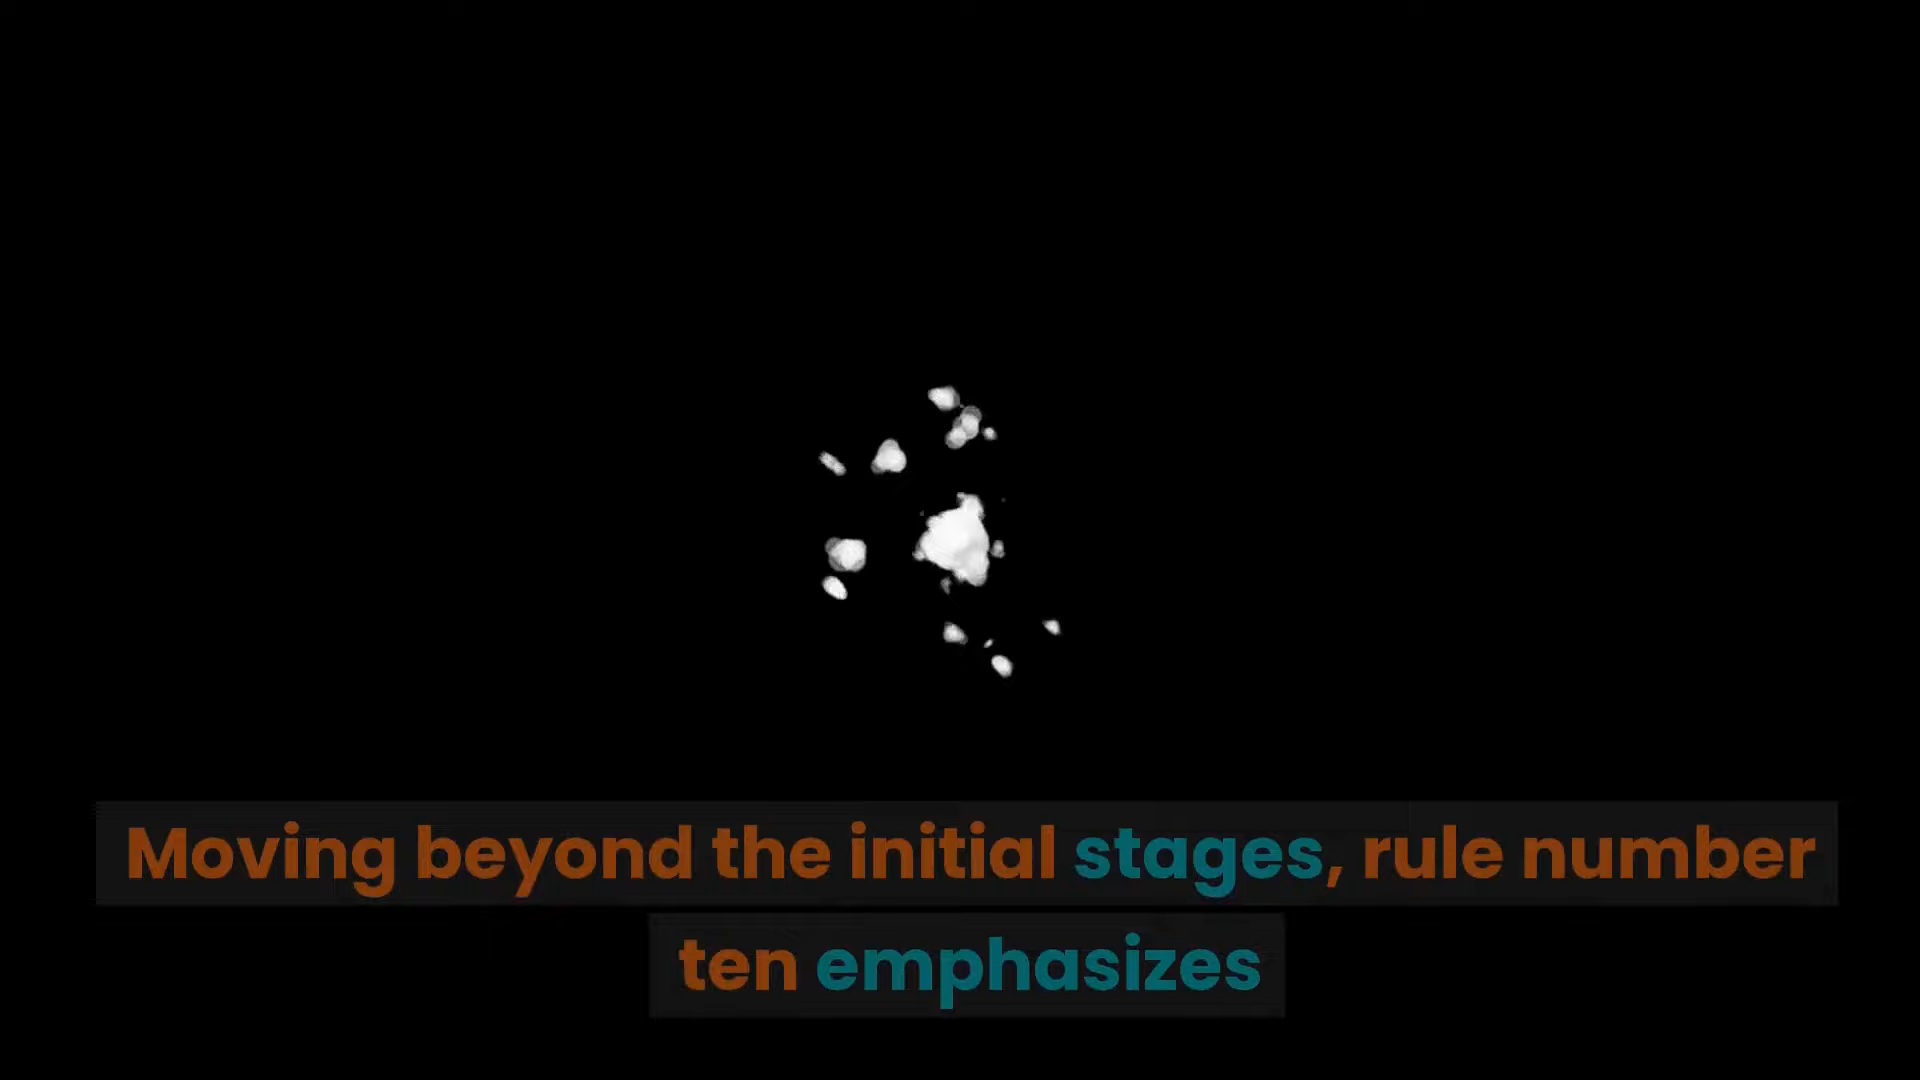 Moving beyond the initial stages, rule number
ten emphasizes